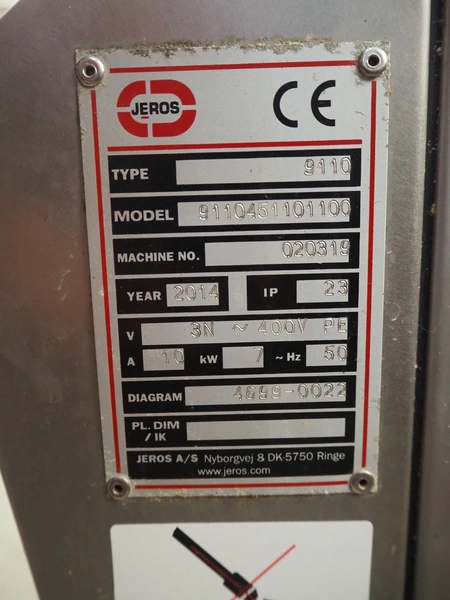 JEROS CE
TYPE 9110
MODEL 9110451101100
MACHINE NO. 020319
YEAR 2014 IP 23
V 3N ~ 400V PE
A 10 kW 7 ~Hz 50
DIAGRAM 4699-0022
PL. DIM
/ IK
JEROS A/S Nyborgvej 8 DK-5750 Ringe
www.jeros.com